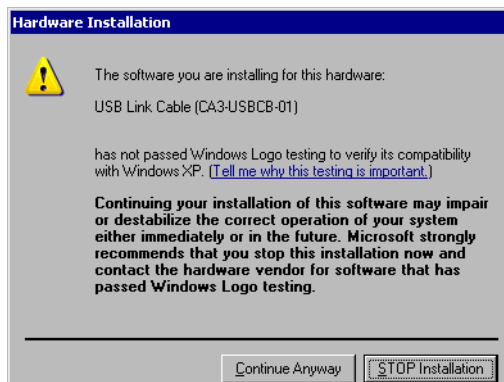 Hardware Installation
The software you are installing for this hardware:
USB Link Cable (CA3-USBCB-01)
has not passed Windows Logo testing to verify its compatibility
with Windows XP. (Tell me why this testing is important.)
Continuing your installation of this software may impair
or destabilize the correct operation of your system
either immediately or in the future. Microsoft strongly
recommends that you stop this installation now and
contact the hardware vendor for software that has
passed Windows Logo testing.
Continue Anyway STOP Installation